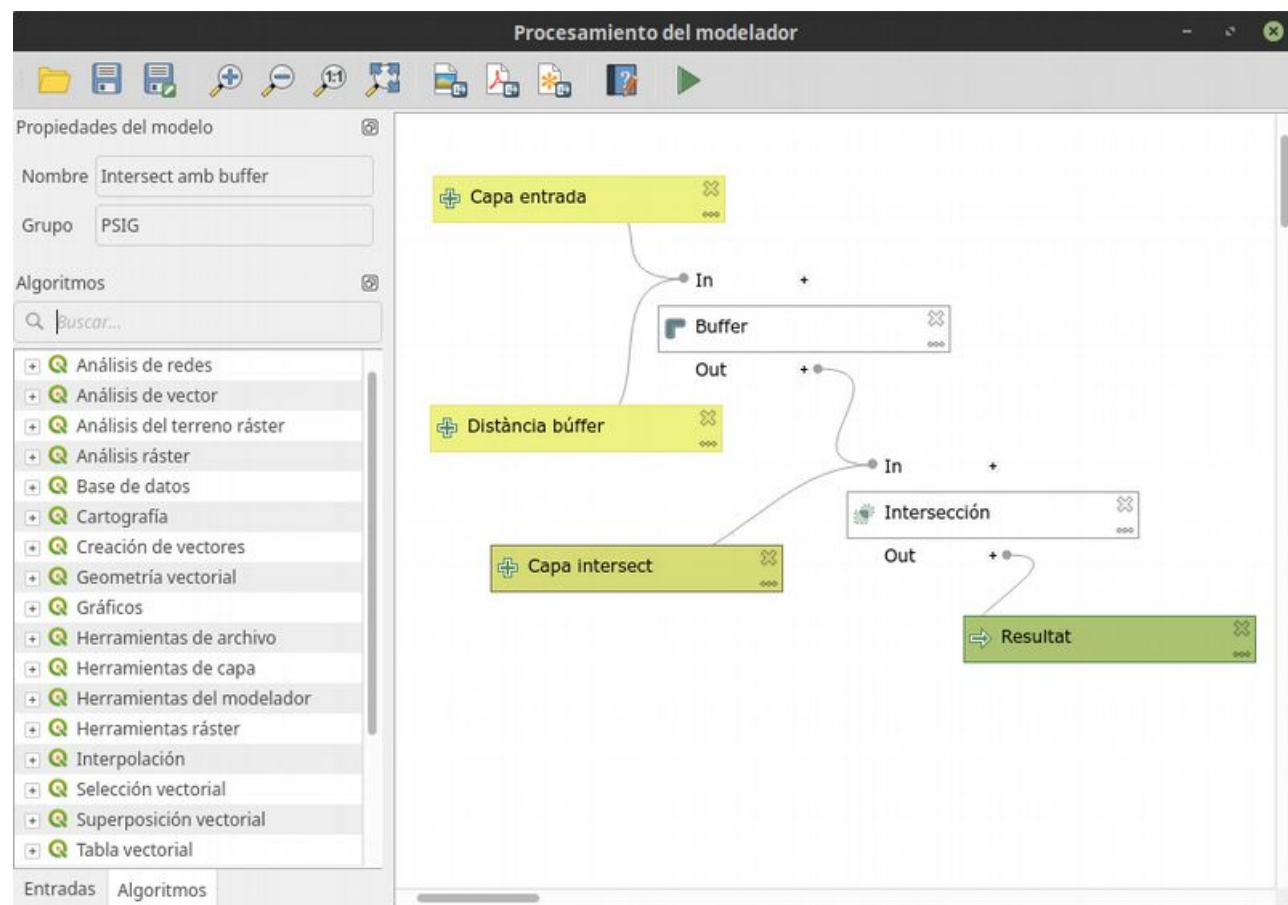 Procesamiento del modelador
1:1
Propiedades del modelo
Nombre Intersect amb buffer
Grupo PSIG
Algoritmos
Buscar...
Análisis de redes
Análisis de vector
Análisis del terreno ráster
Análisis ráster
Base de datos
Cartografía
Creación de vectores
Geometría vectorial
Gráficos
Herramientas de archivo
Herramientas de capa
Herramientas del modelador
Herramientas ráster
Interpolación
Selección vectorial
Superposición vectorial
Tabla vectorial
Entradas Algoritmos
Capa entrada
In +
Buffer
Out +
Distància búffer
In +
Intersección
Capa intersect
Out +
Resultat